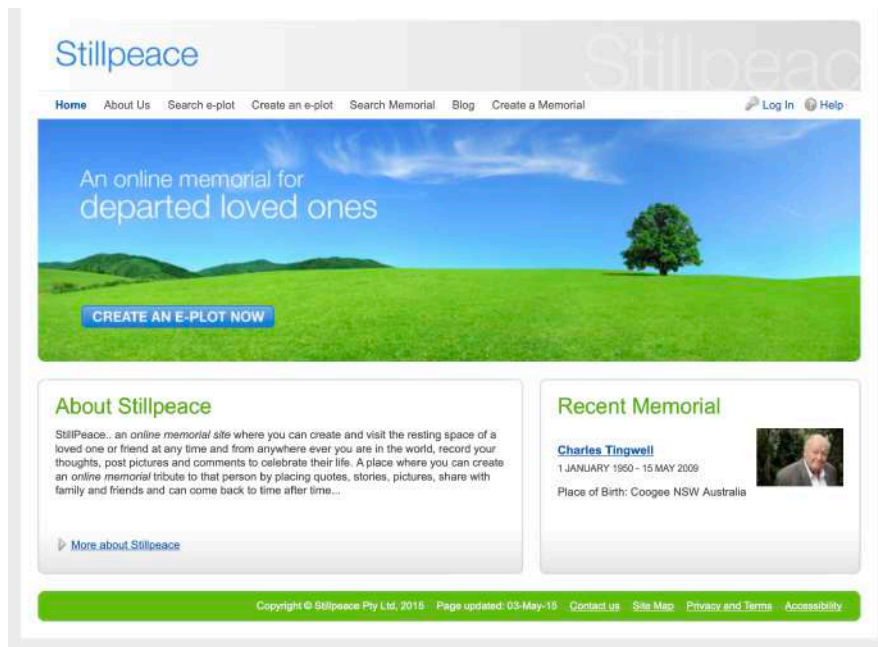 Stillpeace
Stillpeac
Home About Us Search e-plot Create an e-plot Search Memorial Blog Create a Memorial Log In Help
An online memorial for
departed loved ones
CREATE AN E-PLOT NOW
About Stillpeace
StillPeace.. an online memorial site where you can create and visit the resting space of a
loved one or friend at any time and from anywhere ever you are in the world, record your
thoughts, post pictures and comments to celebrate their life. A place where you can create
an online memorial tribute to that person by placing quotes, stories, pictures, share with
family and friends and can come back to time after time...
More about Stillpeace
Recent Memorial
Charles Tingwell
1 JANUARY 1950 - 15 MAY 2009
Place of Birth: Coogee NSW Australia
Copyright © Stillpeace Pty Ltd, 2015 Page updated: 03-May-15 Contact us Site Map Privacy and Terms Accessibility